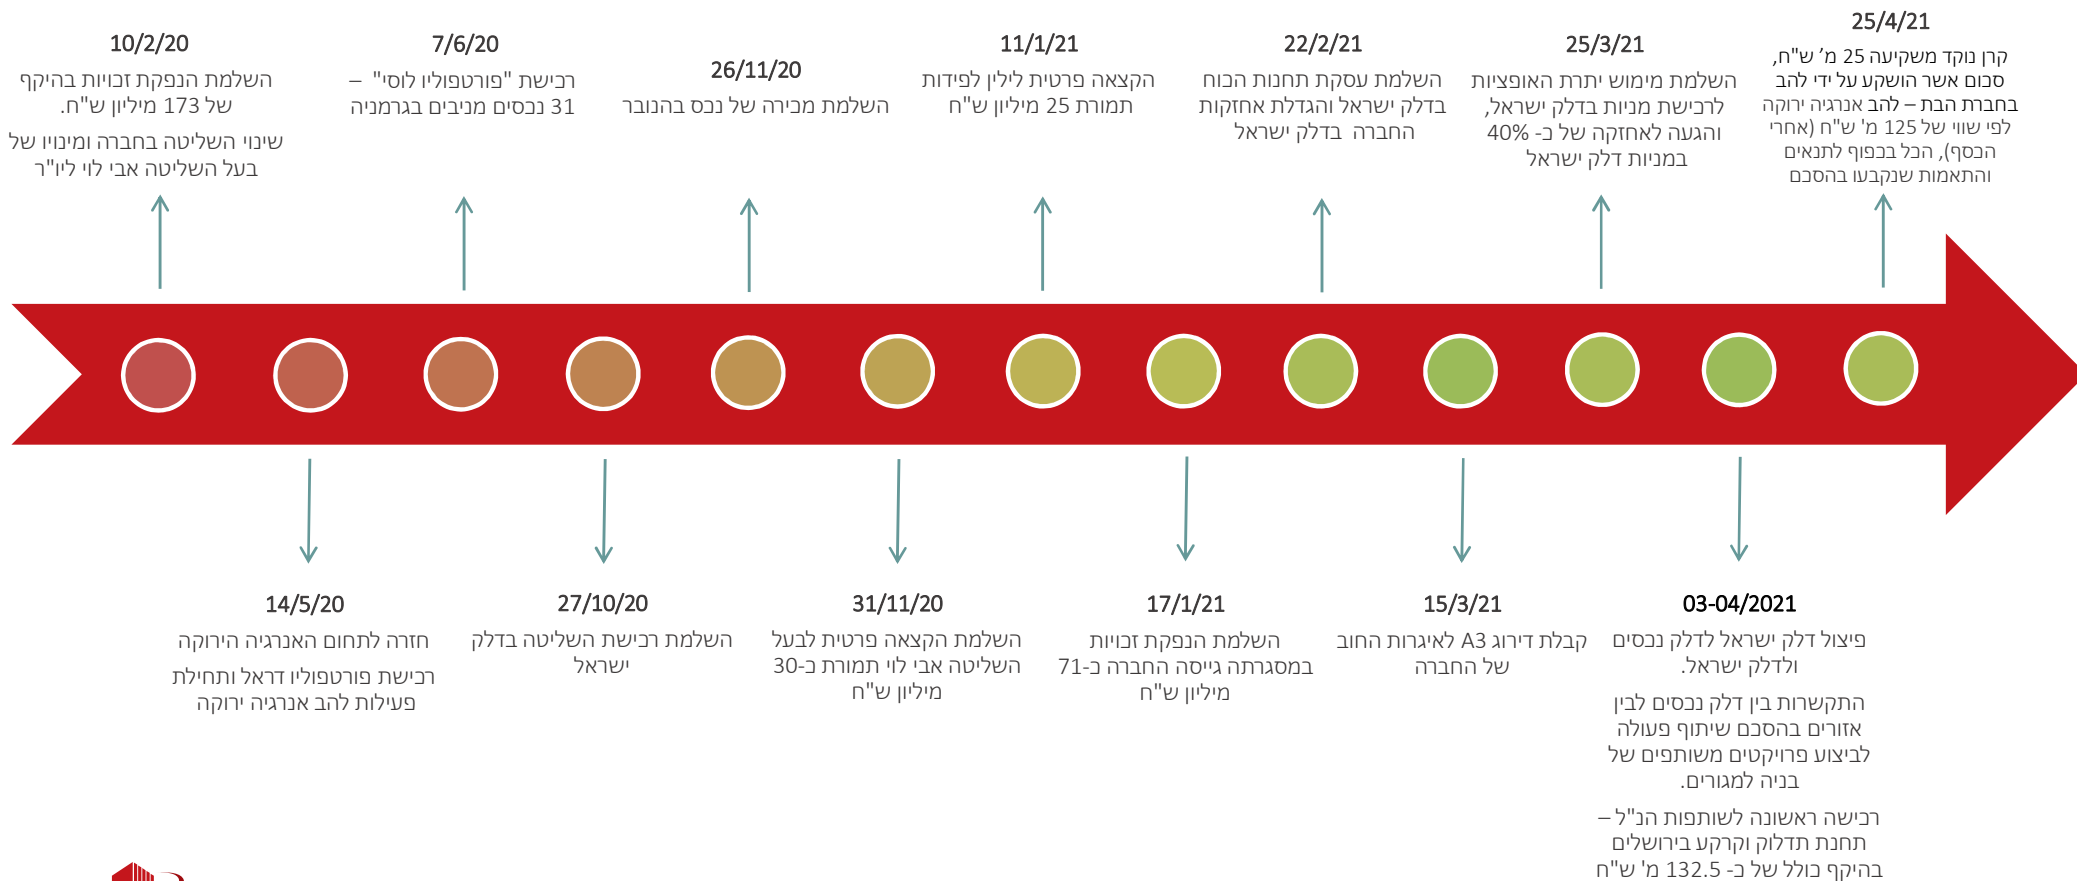 10/2/20
השלמת הנפקת זכויות בהיקף
של 173 מיליון ש"ח.
שינוי השליטה בחברה ומינויו של
בעל השליטה אבי לוי ליו"ר
7/6/20
רכישת "פורטפוליו לוסי" –
31 נכסים מניבים בגרמניה
26/11/20
השלמת מכירה של נכס בהנובר
11/1/21
הקצאה פרטית לילין לפידות
תמורת 25 מיליון ש"ח
22/2/21
השלמת עסקת תחנות הכוח
בדלק ישראל והגדלת אחזקות
החברה בדלק ישראל
25/3/21
השלמת מימוש יתרת האופציות
לרכישת מניות בדלק ישראל,
והגעה לאחזקה של כ- 40%
במניות דלק ישראל
25/4/21
קרן נוקד משקיעה 25 מ' ש"ח,
סכום אשר הושקע על ידי להב
בחברת הבת – להב אנרגיה ירוקה
לפי שווי של 125 מ' ש"ח (אחרי
הכסף), הכל בכפוף לתנאים
והתאמות שנקבעו בהסכם
14/5/20
חזרה לתחום האנרגיה הירוקה
רכישת פורטפוליו דראל ותחילת
פעילות להב אנרגיה ירוקה
27/10/20
השלמת רכישת השליטה בדלק
ישראל
31/11/20
השלמת הקצאה פרטית לבעל
השליטה אבי לוי תמורת כ-30
מיליון ש"ח
17/1/21
השלמת הנפקת זכויות
במסגרתה גייסה החברה כ-71
מיליון ש"ח
15/3/21
קבלת דירוג A3 לאיגרות החוב
של החברה
03-04/2021
פיצול דלק ישראל לדלק נכסים
ולדלק ישראל.
התקשרות בין דלק נכסים לבין
אזורים בהסכם שיתוף פעולה
לביצוע פרויקטים משותפים של
בניה למגורים.
רכישה ראשונה לשותפות הנ"ל –
תחנת תדלוק וקרקע בירושלים
בהיקף כולל של כ- 132.5 מ' ש"ח